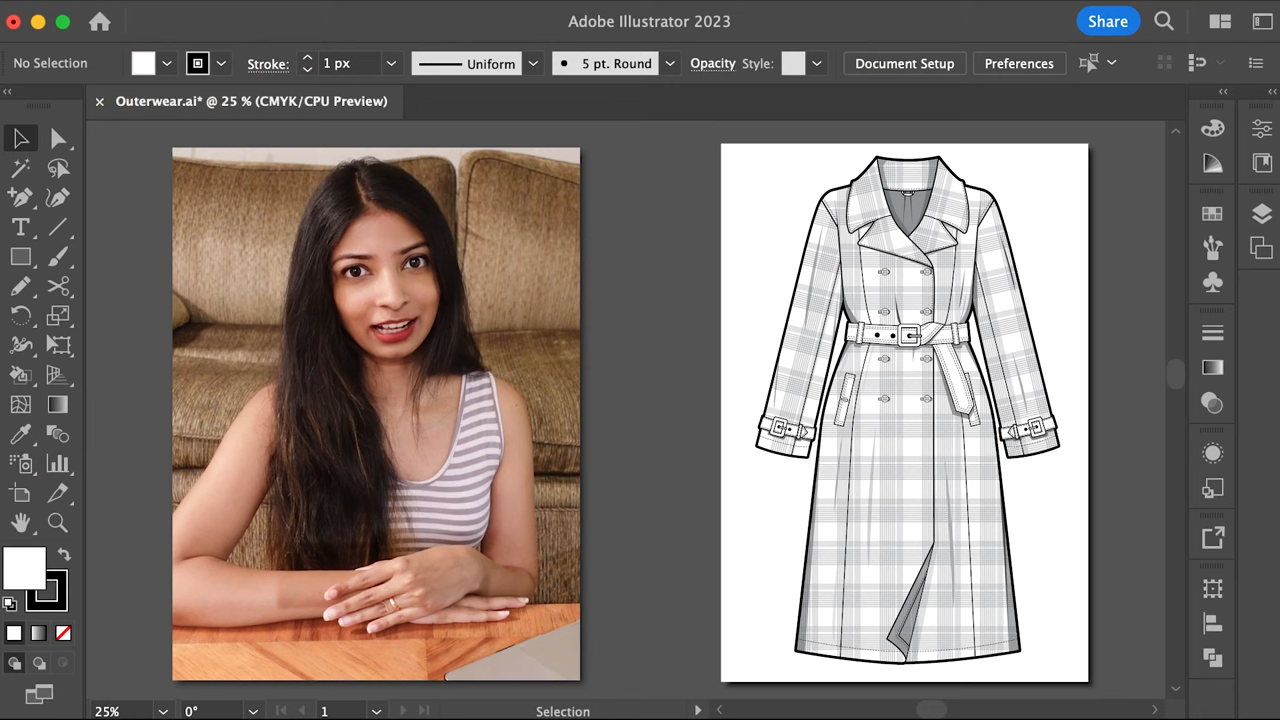 Adobe Illustrator 2023
Share
No Selection
Stroke:
1 px
Uniform
5 pt. Round
Opacity
Style:
Document Setup
Preferences
Outerwear.ai* @ 25 % (CMYK/CPU Preview)
25%
0°
1
Selection